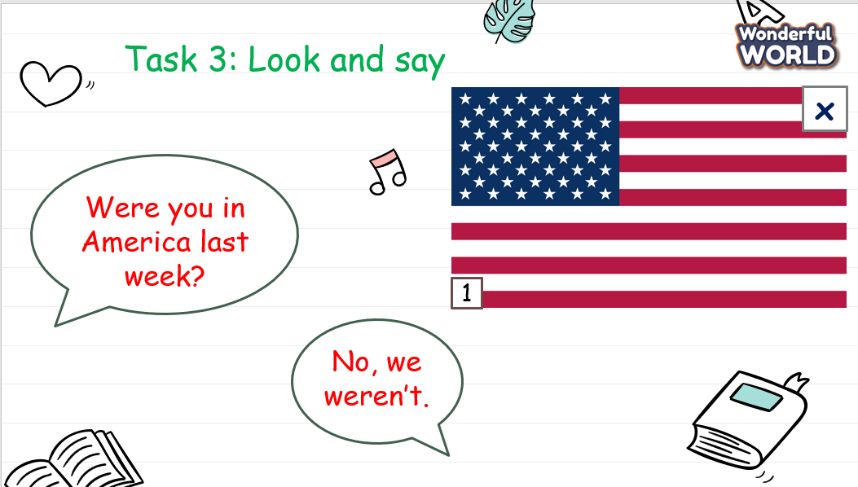 Task 3: Look and say
Wonderful
WORLD
x
Were you in
America last
week?
1
No, we
weren't.